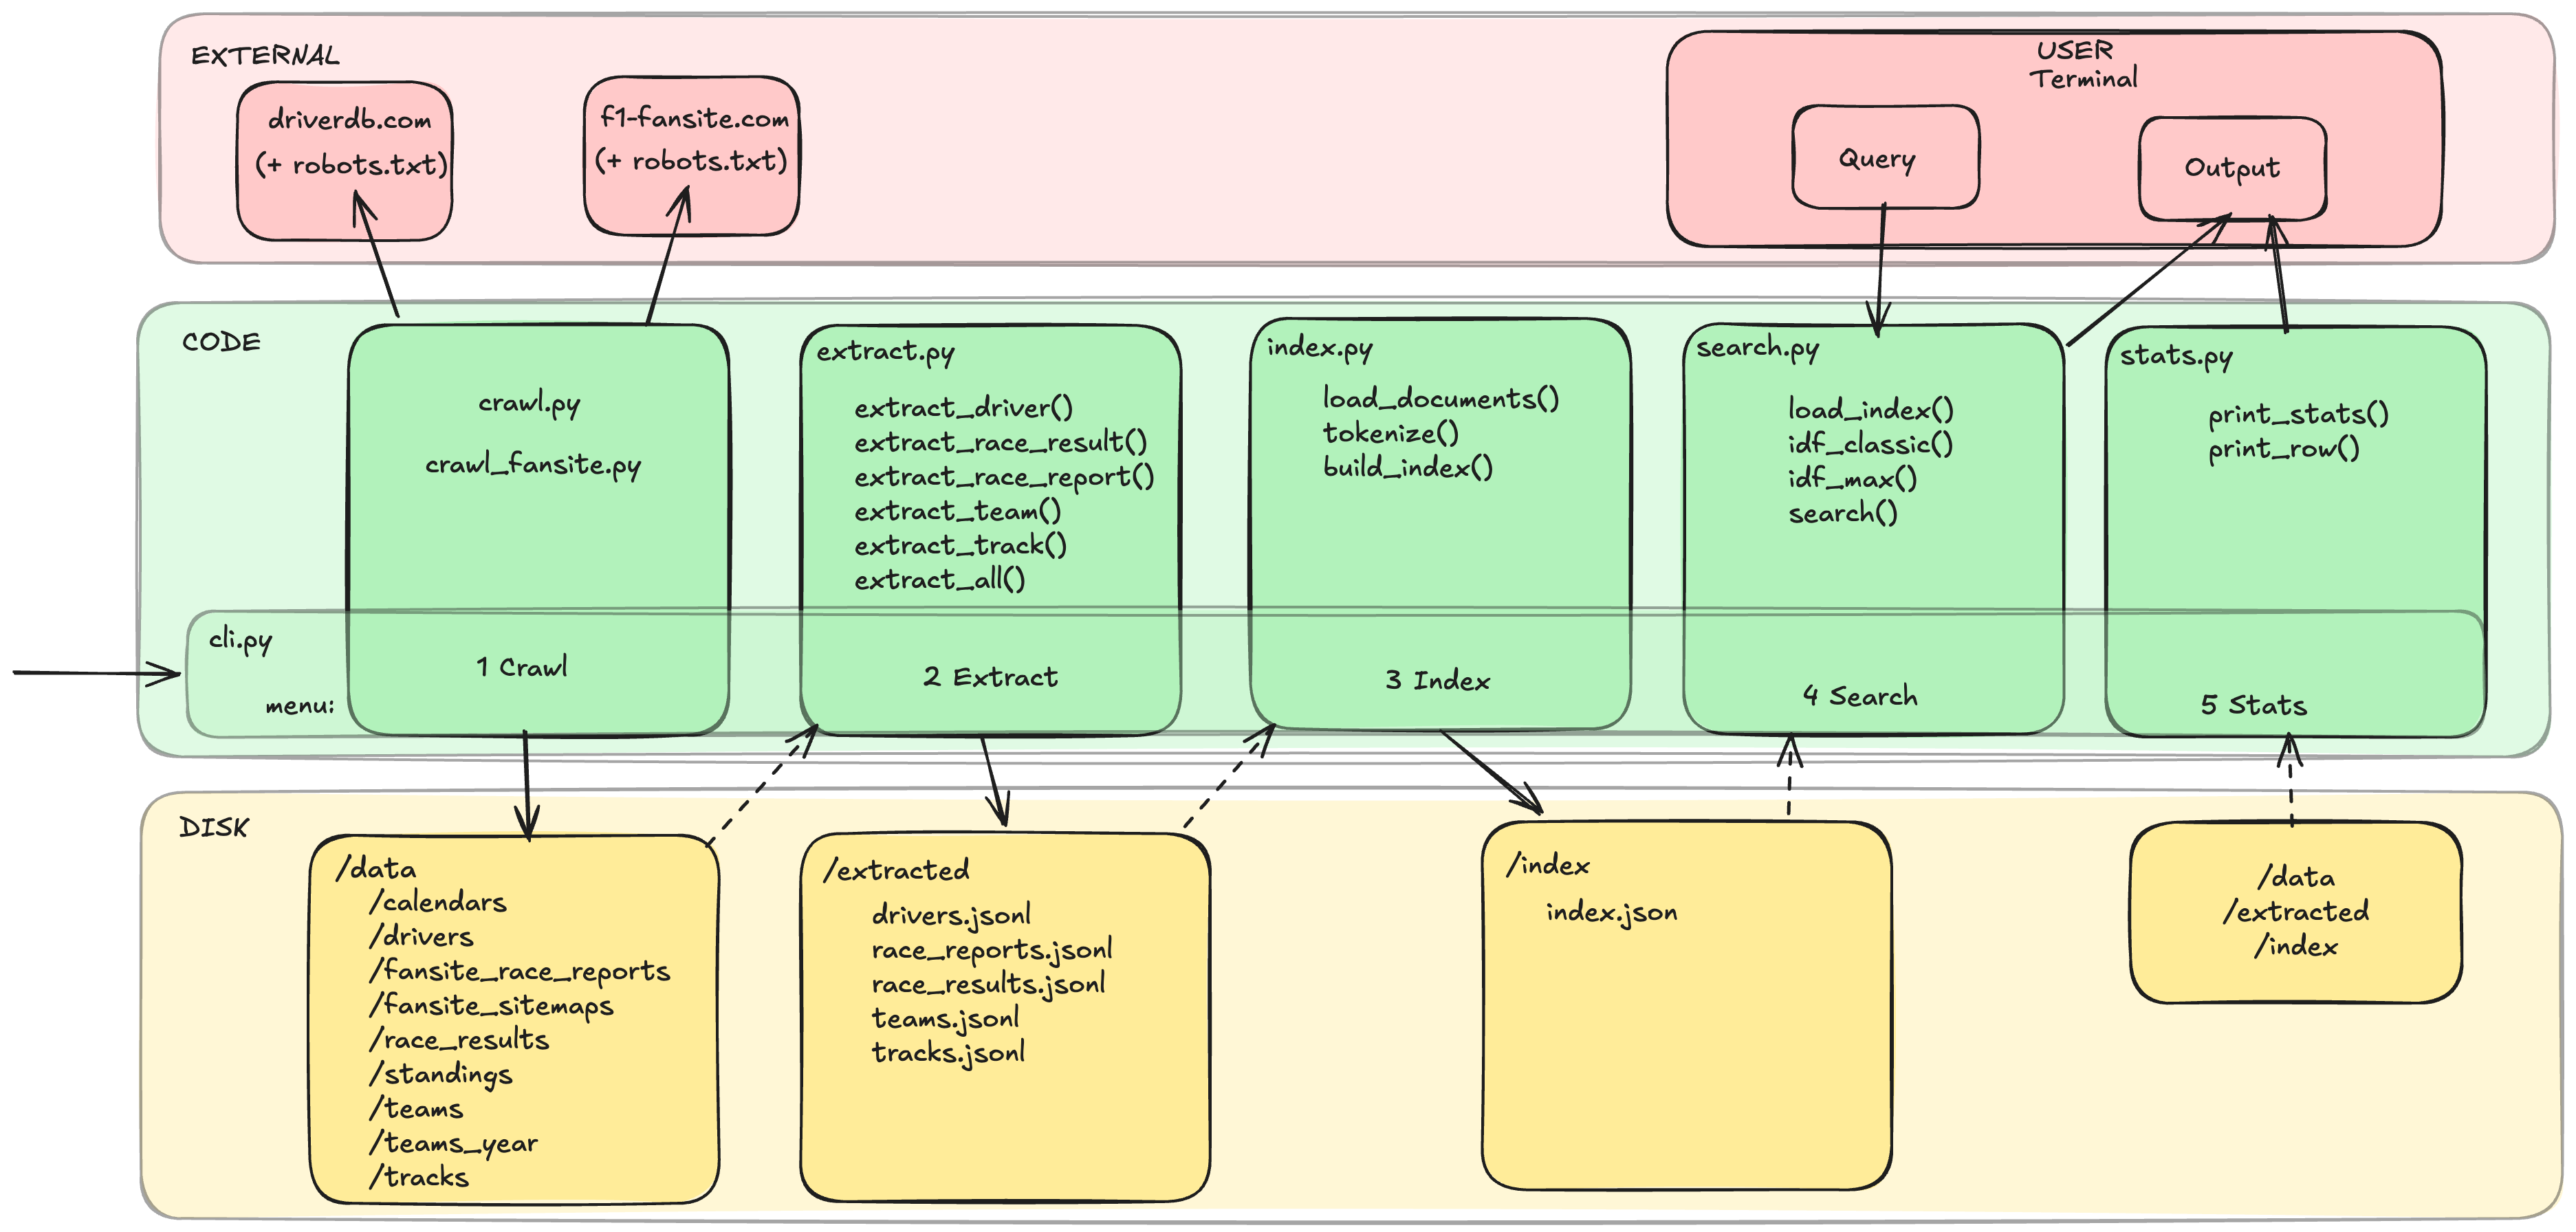 EXTERNAL
driverdb.com
(+ robots.txt)
f1-fansite.com
(+ robots.txt)
USER
Terminal
Query
Output
CODE
crawl.py
crawl_fansite.py
extract.py
extract_driver()
extract_race_result()
extract_race_report()
extract_team()
extract_track()
extract_all()
index.py
load_documents()
tokenize()
build_index()
search.py
load_index()
idf_classic()
idf_max()
search()
stats.py
print_stats()
print_row()
cli.py
menu:
1 Crawl
2 Extract
3 Index
4 Search
5 Stats
DISK
/data
/calendars
/drivers
/fansite_race_reports
/fansite_sitemaps
/race_results
/standings
/teams
/teams_year
/tracks
/extracted
drivers.jsonl
race_reports.jsonl
race_results.jsonl
teams.jsonl
tracks.jsonl
/index
index.json
/data
/extracted
/index